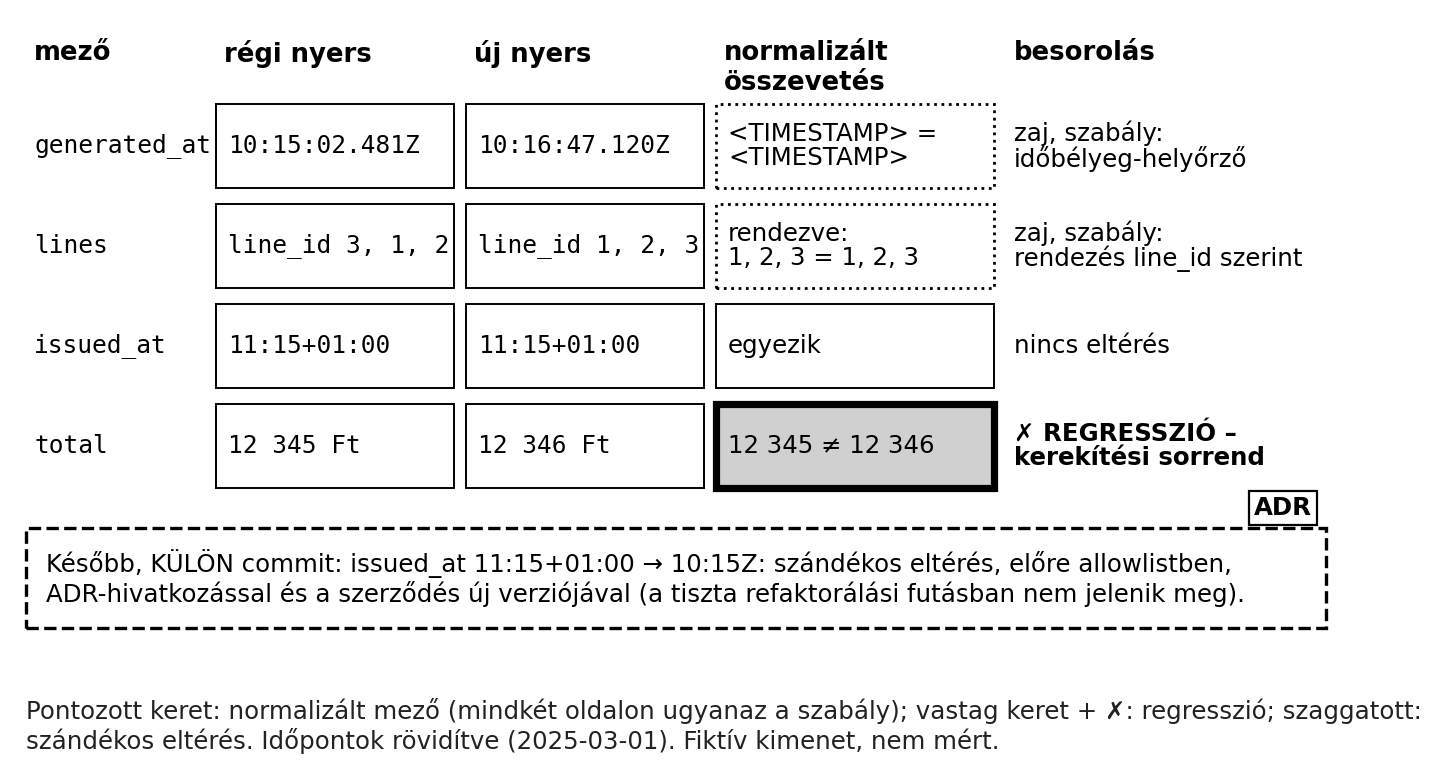 mező régi nyers új nyers normalizált összevetés besorolás
generated_at 10:15:02.481Z 10:16:47.120Z <TIMESTAMP> = <TIMESTAMP> zaj, szabály: időbélyeg-helyőrző
lines line_id 3, 1, 2 line_id 1, 2, 3 rendezve: 1, 2, 3 = 1, 2, 3 zaj, szabály: rendezés line_id szerint
issued_at 11:15+01:00 11:15+01:00 egyezik nincs eltérés
total 12 345 Ft 12 346 Ft 12 345 ≠ 12 346 ✗ REGRESSZIÓ – kerekítési sorrend
ADR
Később, KÜLÖN commit: issued_at 11:15+01:00 → 10:15Z: szándékos eltérés, előre allowlistben,
ADR-hivatkozással és a szerződés új verziójával (a tiszta refaktorálási futásban nem jelenik meg).
Pontozott keret: normalizált mező (mindkét oldalon ugyanaz a szabály); vastag keret + ✗: regresszió; szaggatott:
szándékos eltérés. Időpontok rövidítve (2025-03-01). Fiktív kimenet, nem mért.